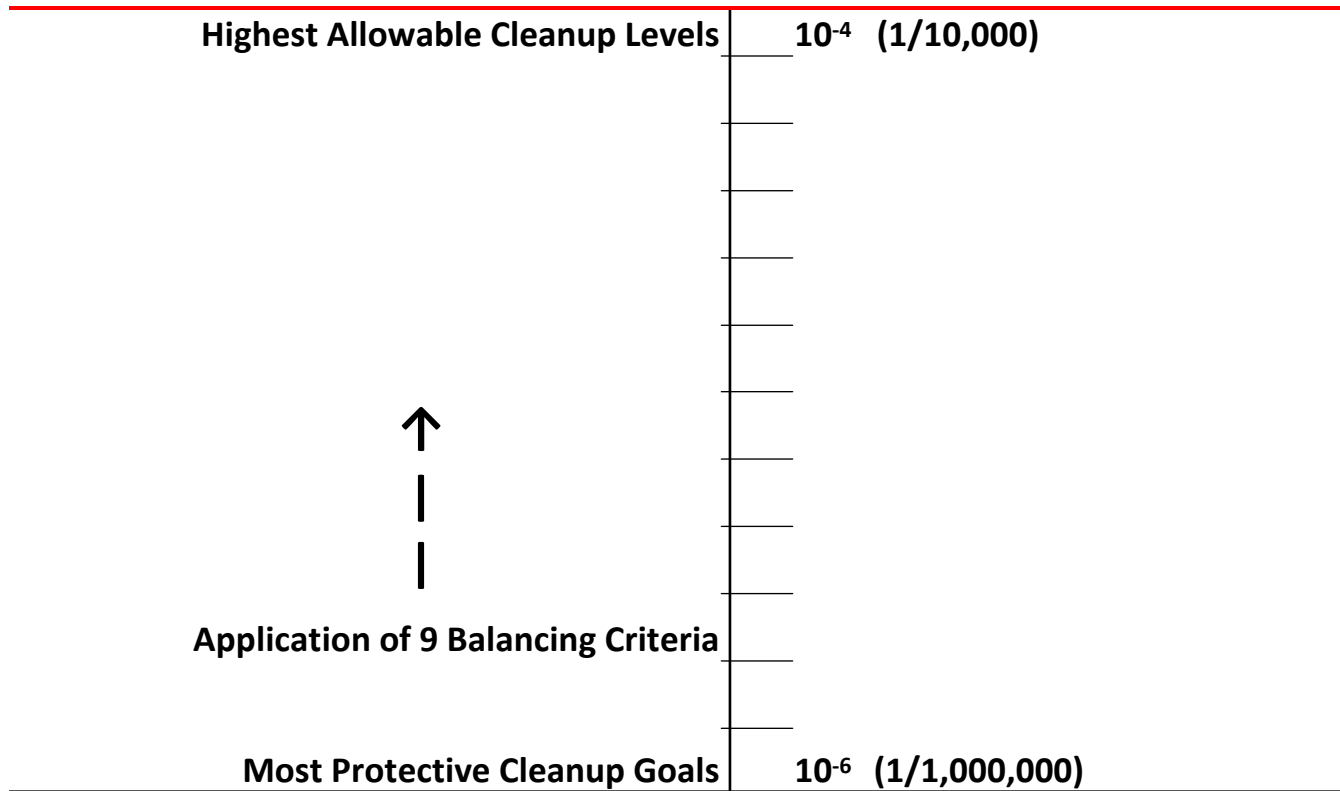 Highest Allowable Cleanup Levels 10⁻⁴ (1/10,000)
Application of 9 Balancing Criteria
Most Protective Cleanup Goals 10⁻⁶ (1/1,000,000)